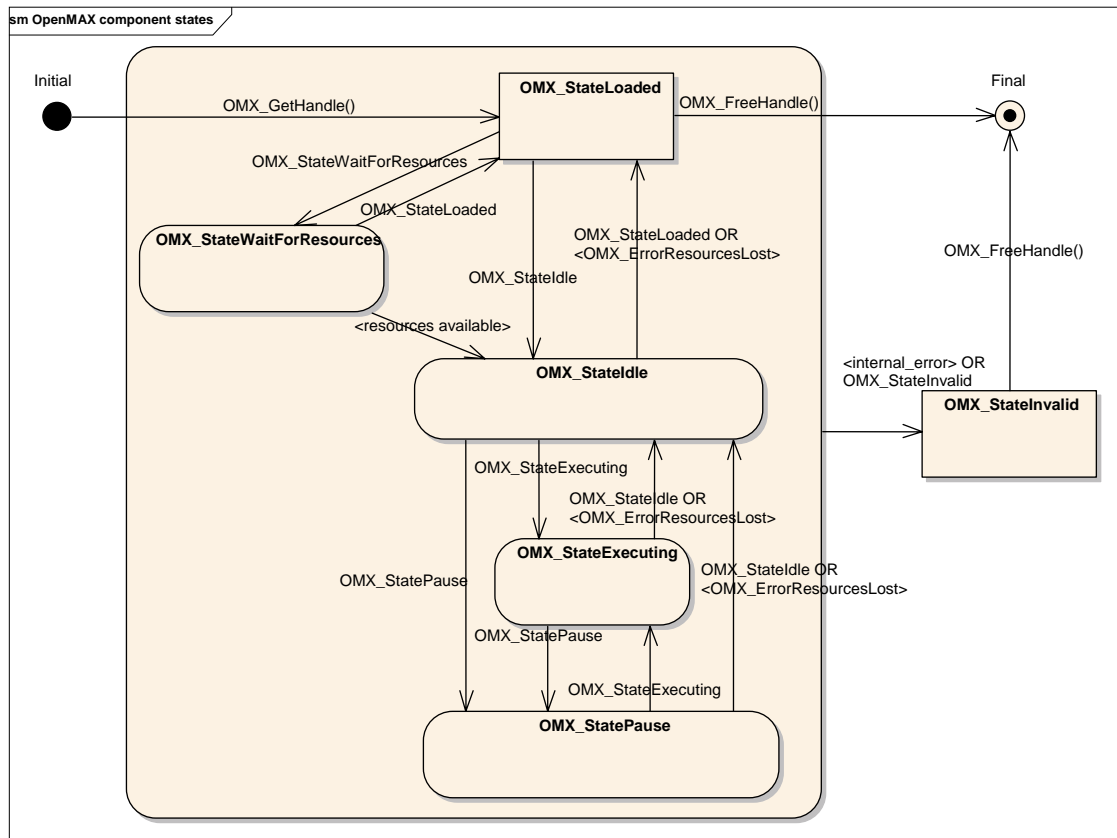 sm OpenMAX component states
Initial
Final
OMX_StateLoaded
OMX_GetHandle()
OMX_FreeHandle()
OMX_StateWaitForResources
OMX_StateLoaded
OMX_StateWaitForResources
OMX_StateLoaded OR
<OMX_ErrorResourcesLost>
OMX_FreeHandle()
OMX_StateIdle
<resources available>
OMX_StateIdle
<internal_error> OR
OMX_StateInvalid
OMX_StateInvalid
OMX_StateExecuting
OMX_StateIdle OR
<OMX_ErrorResourcesLost>
OMX_StateExecuting
OMX_StatePause
OMX_StateIdle OR
<OMX_ErrorResourcesLost>
OMX_StatePause
OMX_StateExecuting
OMX_StatePause